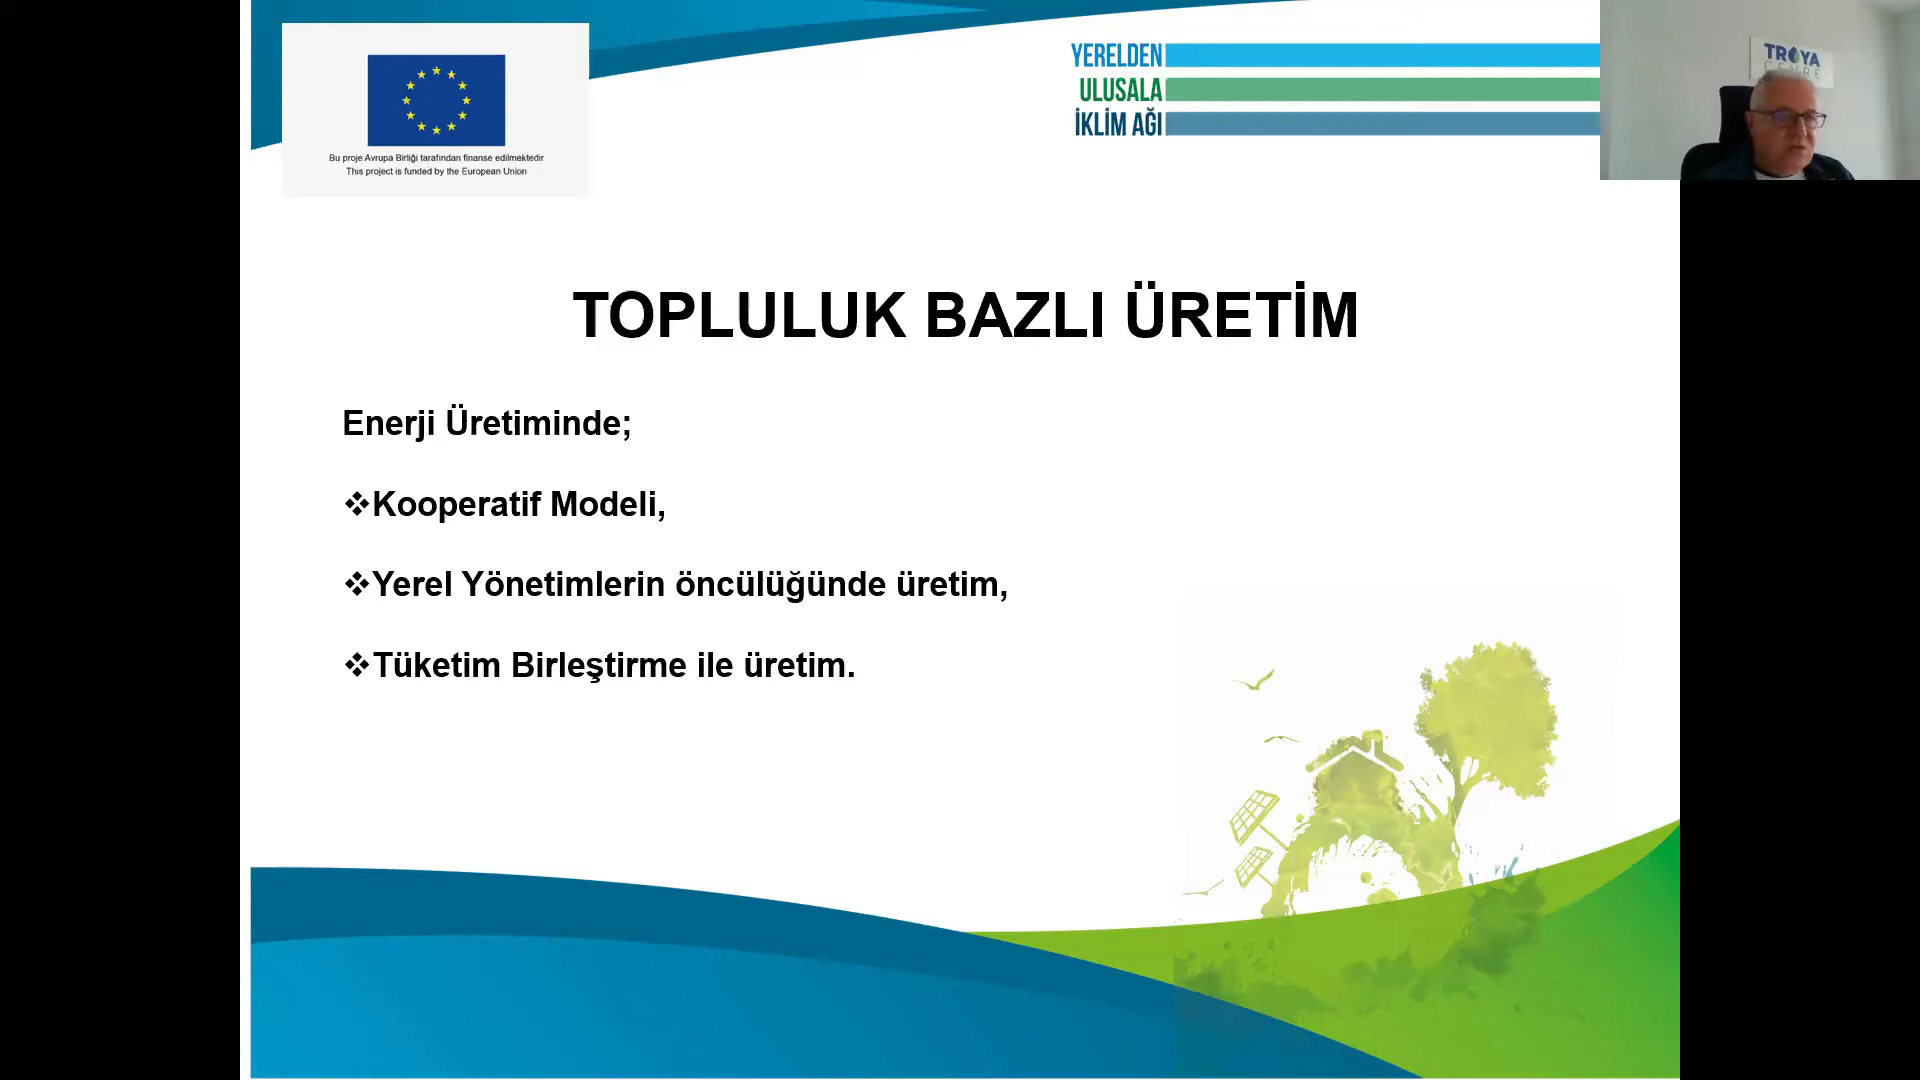 Bu proje Avrupa Birliği tarafından finanse edilmektedir
This project is funded by the European Union
YERELDEN
ULUSALA
İKLİM AĞI
TROYA
ÇEVRE
TOPLULUK BAZLI ÜRETİM
Enerji Üretiminde;
❖Kooperatif Modeli,
❖Yerel Yönetimlerin öncülüğünde üretim,
❖Tüketim Birleştirme ile üretim.